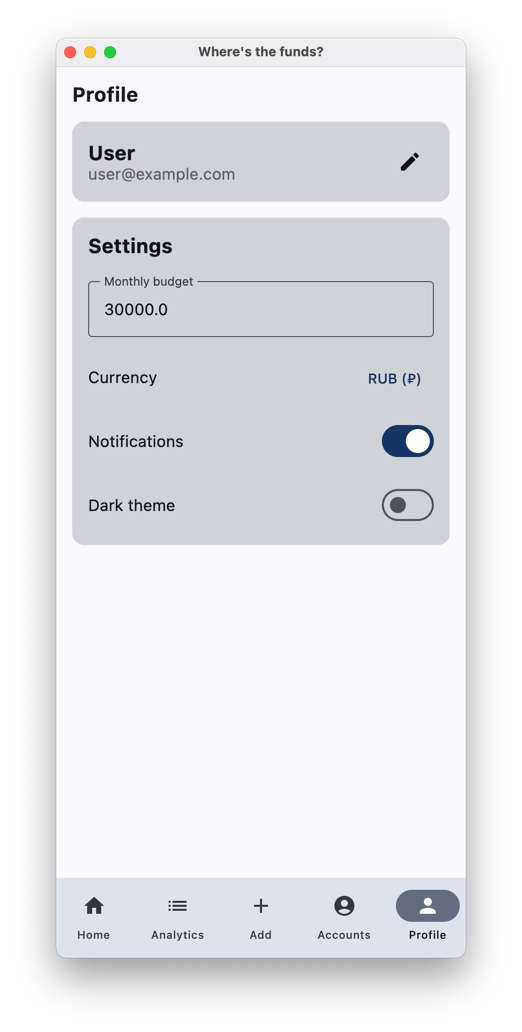 Where's the funds?
Profile
User
user@example.com
Settings
Monthly budget
30000.0
Currency
RUB (₽)
Notifications
Dark theme
Home
Analytics
Add
Accounts
Profile